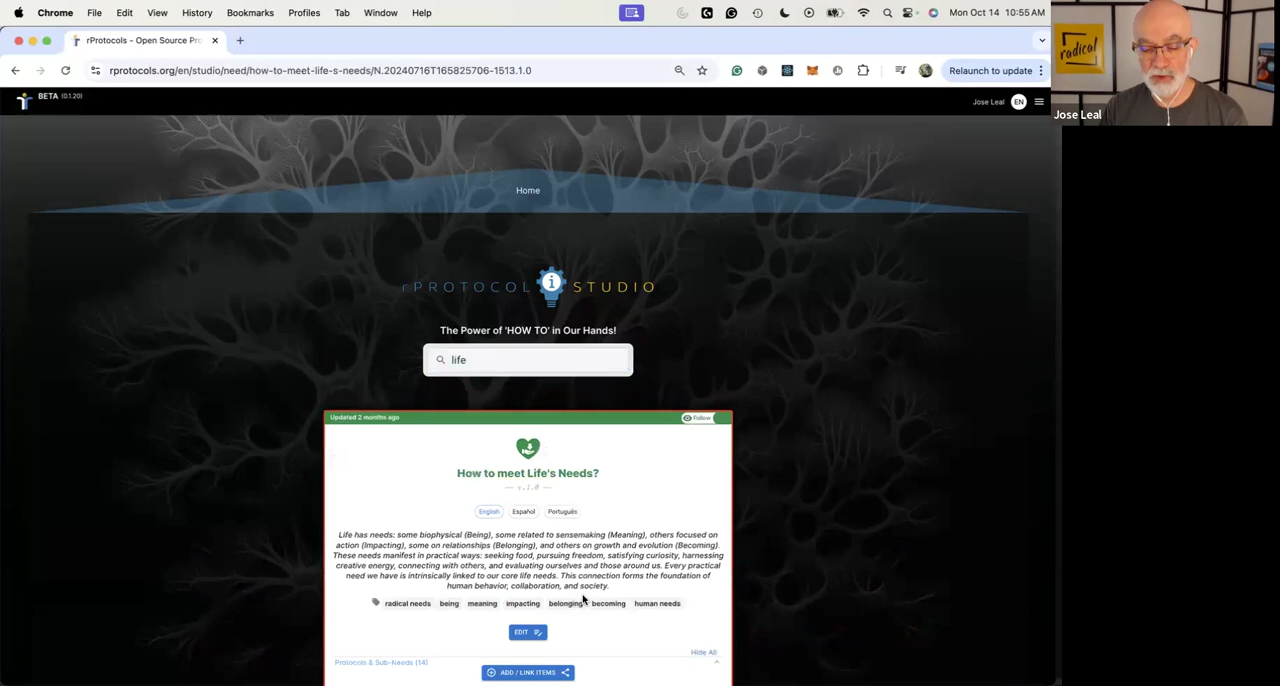 Chrome File Edit View History Bookmarks Profiles Tab Window Help Mon Oct 14 10:55 AM
rProtocols - Open Source Pro
rprotocols.org/en/studio/need/how-to-meet-life-s-needs/N.20240716T165825706-1513.1.0 Relaunch to update
BETA (0.1.20) Jose Leal EN
radical
Jose Leal
Home
rPROTOCOL i STUDIO
The Power of 'HOW TO' in Our Hands!
life
Updated 2 months ago Follow
How to meet Life's Needs?
v.1.0
English Español Português
Life has needs: some biophysical (Being), some related to sensemaking (Meaning), others focused on
action (Impacting), some on relationships (Belonging), and others on growth and evolution (Becoming).
These needs manifest in practical ways: seeking food, pursuing freedom, satisfying curiosity, harnessing
creative energy, connecting with others, and evaluating ourselves and those around us. Every practical
need we have is intrinsically linked to our core life needs. This connection forms the foundation of
human behavior, collaboration, and society.
radical needs being meaning impacting belonging becoming human needs
EDIT
Hide All
Protocols & Sub-Needs (14)
ADD / LINK ITEMS